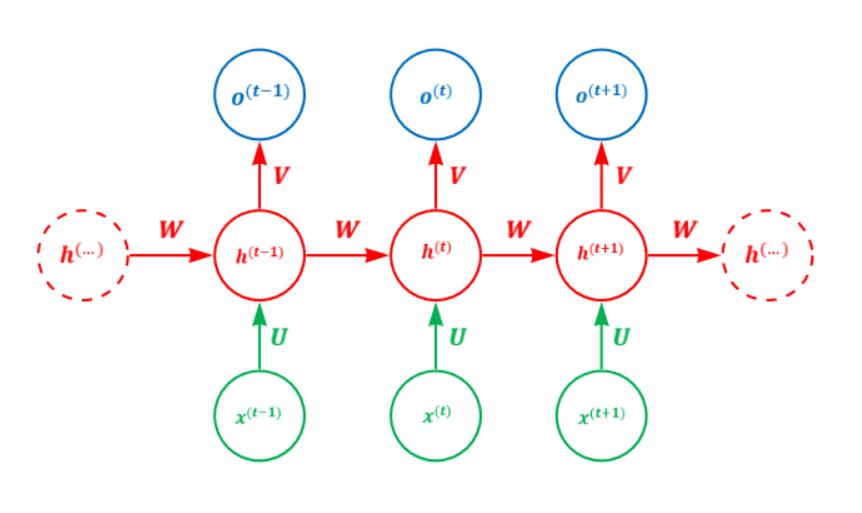 o(t−1) o(t) o(t+1)
V V V
W W W W
h(...) h(t−1) h(t) h(t+1) h(...)
U U U
x(t−1) x(t) x(t+1)